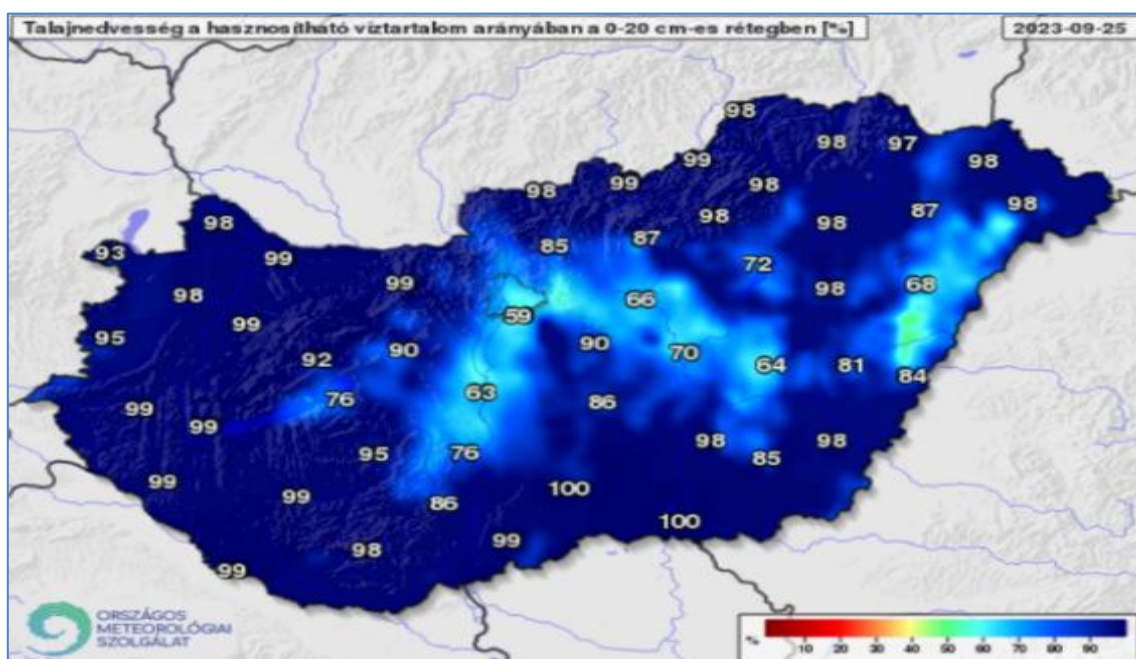 Talajnedvesség a hasznosítható víztartalom arányában a 0-20 cm-es rétegben [%] 2023-09-25
98
98 97
99 98
98 99 98
98 98
98 98 87
93 85 87
99 72
99 98 68
98 66
95 99 59
92 90 90 70 64 81
84
76 63 86
99
99 98 98
95 76 85
99 99 100
86
100
98 99
99
ORSZÁGOS
METEOROLÓGIAI
SZOLGÁLAT
% 10 20 30 40 50 60 70 80 90